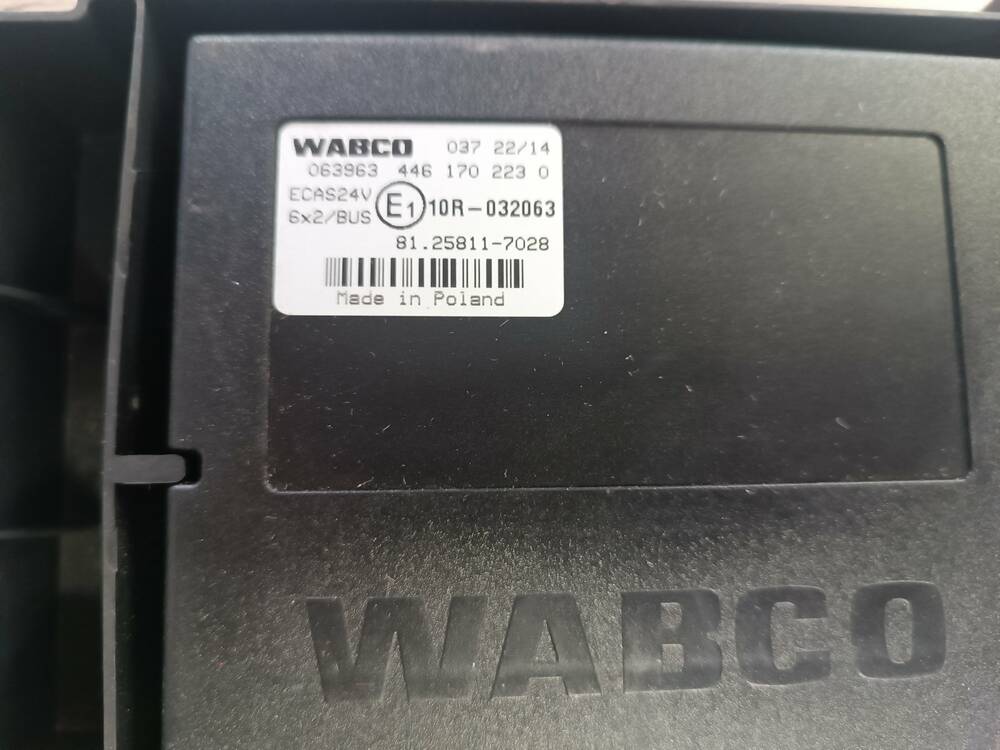 WABCO 037 22/14
063963 446 170 223 0
ECAS24V
6x2/BUS E1 10R-032063
81.25811-7028
Made in Poland
WABCO